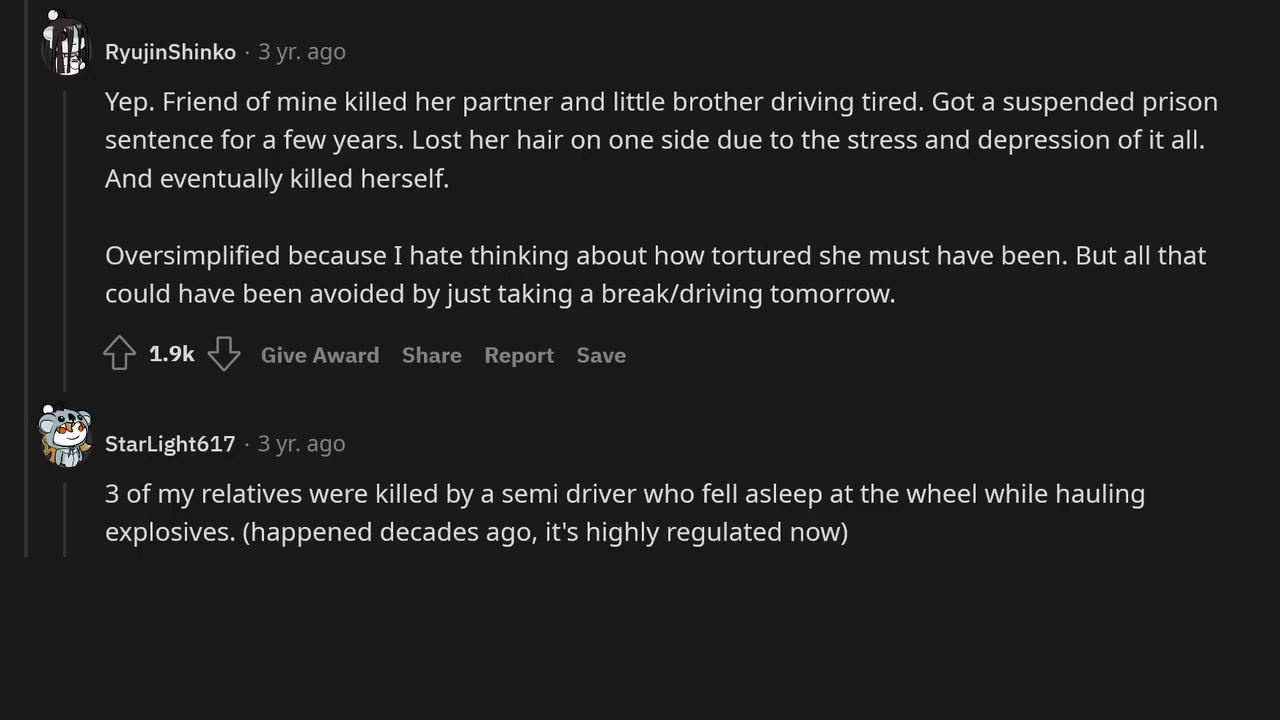 RyujinShinko · 3 yr. ago
Yep. Friend of mine killed her partner and little brother driving tired. Got a suspended prison
sentence for a few years. Lost her hair on one side due to the stress and depression of it all.
And eventually killed herself.
Oversimplified because I hate thinking about how tortured she must have been. But all that
could have been avoided by just taking a break/driving tomorrow.
1.9k Give Award Share Report Save
StarLight617 · 3 yr. ago
3 of my relatives were killed by a semi driver who fell asleep at the wheel while hauling
explosives. (happened decades ago, it's highly regulated now)